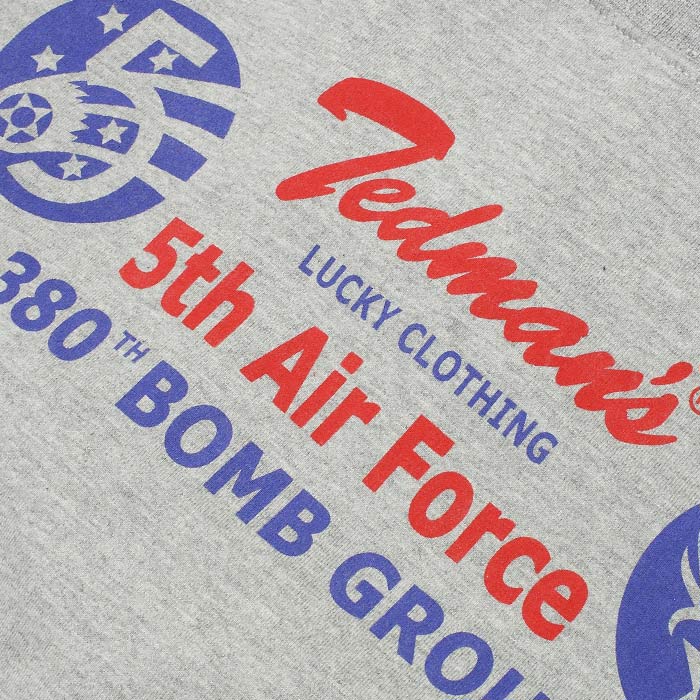 Tedman's
LUCKY CLOTHING
5th Air Force
380TH BOMB GROU